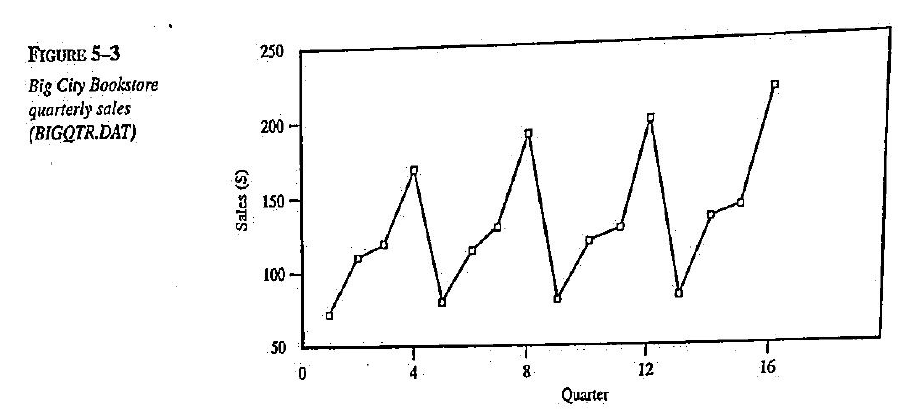 FIGURE 5–3
Big City Bookstore
quarterly sales
(BIGQTR.DAT)
250
200
150
100
50
Sales ($)
0
4
8
12
16
Quarter